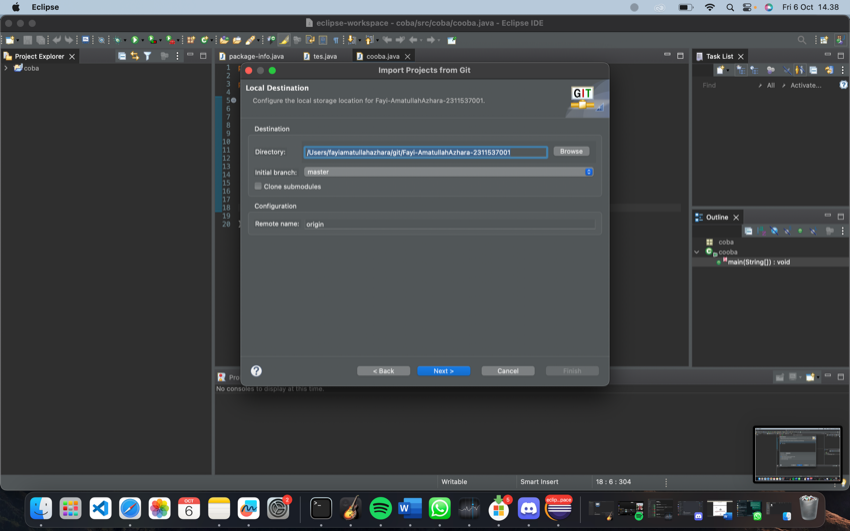 Eclipse
Fri 6 Oct 14.38
eclipse-workspace - coba/src/coba/cooba.java - Eclipse IDE
Project Explorer
coba
package-info.java
tes.java
cooba.java
1
2
3
4
5
6
7
8
9
10
11
12
13
14
15
16
17
18
19
20
Import Projects from Git
Local Destination
Configure the local storage location for Fayi-AmatullahAzhara-2311537001.
GIT
Destination
Directory:
/Users/fayiamatullahazhara/git/Fayi-AmatullahAzhara-2311537001
Browse
Initial branch:
master
Clone submodules
Configuration
Remote name:
origin
?
< Back
Next >
Cancel
Finish
Task List
Find
All
Activate...
Outline
coba
cooba
main(String[]) : void
No consoles to display at this time.
Writable
Smart Insert
18 : 6 : 304
OCT
6
2
5